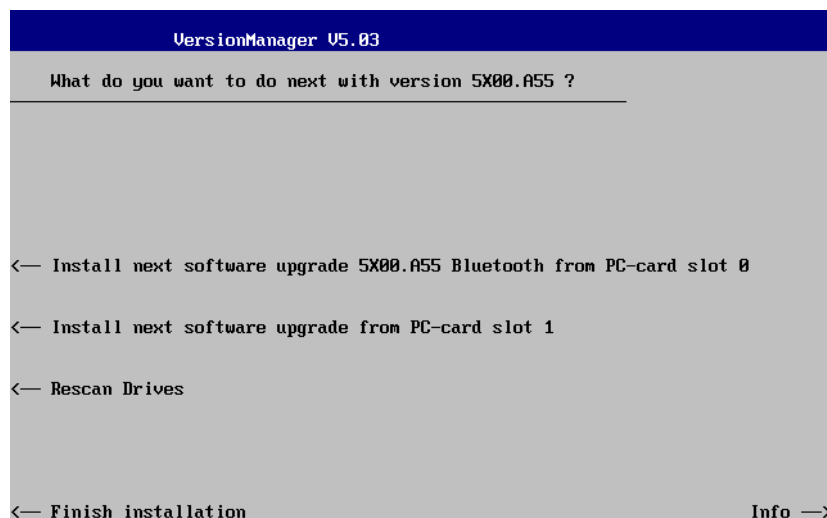 VersionManager V5.03
What do you want to do next with version 5X00.A55 ?
<— Install next software upgrade 5X00.A55 Bluetooth from PC-card slot 0
<— Install next software upgrade from PC-card slot 1
<— Rescan Drives
<— Finish installation Info —>